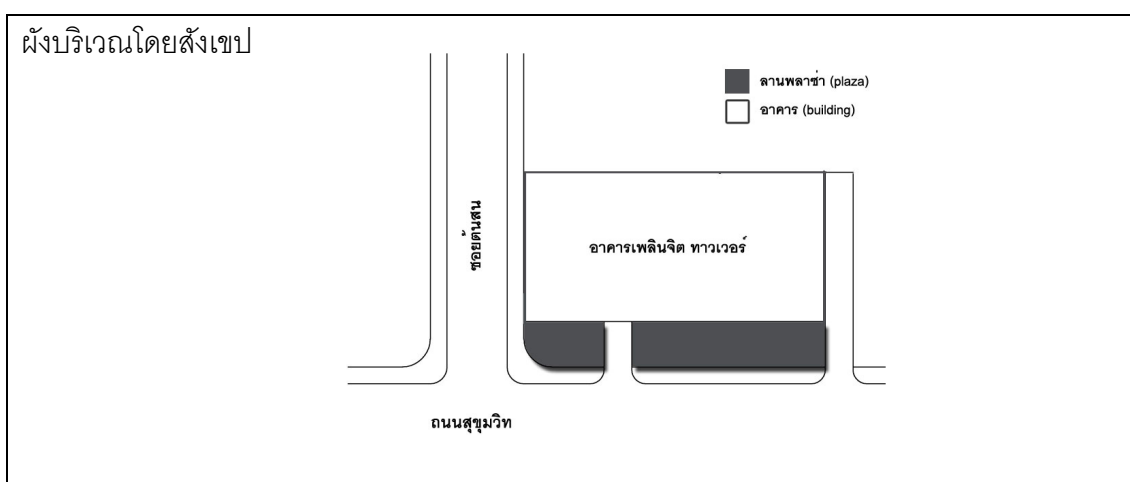 ผังบริเวณโดยสังเขป
ลานพลาซ่า (plaza)
อาคาร (building)
ซอยต้นสน
อาคารเพลินจิต ทาวเวอร์
ถนนสุขุมวิท